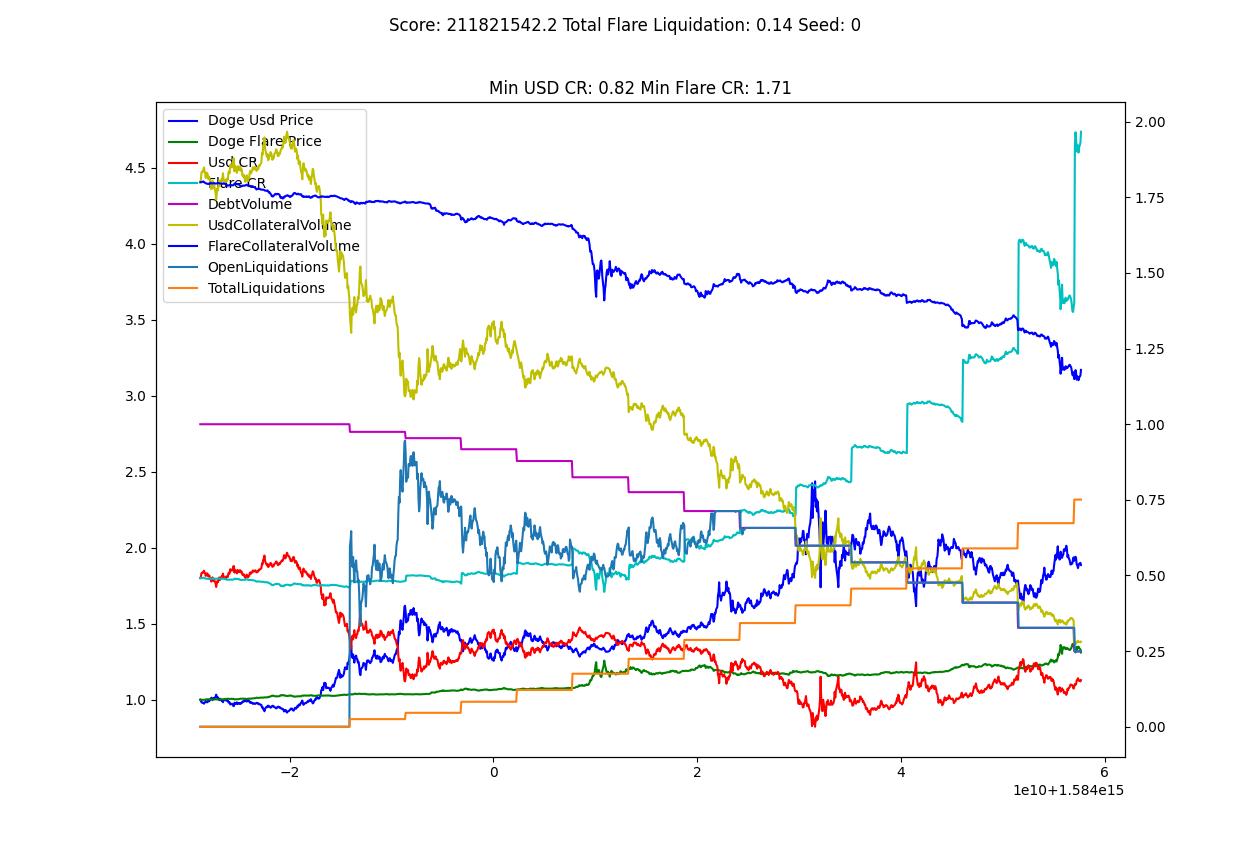 Score: 211821542.2 Total Flare Liquidation: 0.14 Seed: 0
Min USD CR: 0.82 Min Flare CR: 1.71
Doge Usd Price
Doge Flare Price
Usd CR
Flare CR
DebtVolume
UsdCollateralVolume
FlareCollateralVolume
OpenLiquidations
TotalLiquidations
4.5
4.0
3.5
3.0
2.5
2.0
1.5
1.0
2.00
1.75
1.50
1.25
1.00
0.75
0.50
0.25
0.00
−2
0
2
4
6
1e10+1.584e15